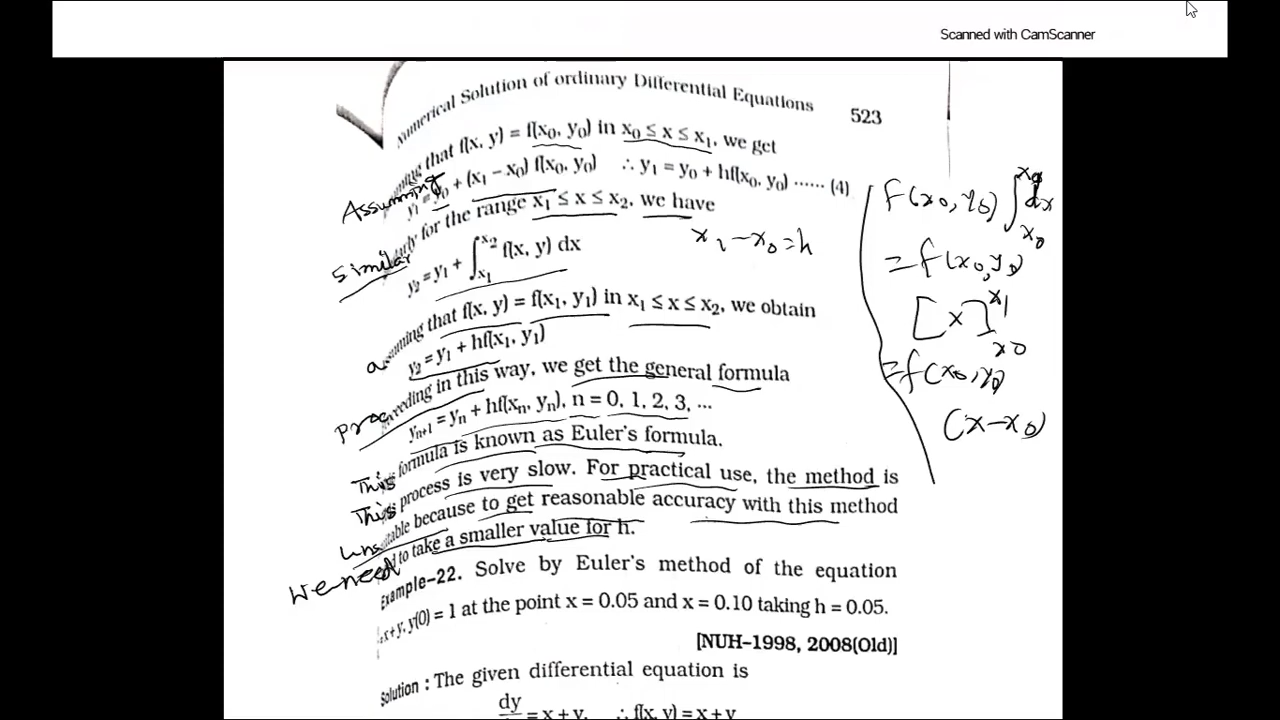 Scanned with CamScanner
Numerical Solution of ordinary Differential Equations 523
that f(x, y) = f(x₀, y₀) in x₀ ≤ x ≤ x₁, we get
Assuming
y₁ = y₀ + (x₁ − x₀) f(x₀, y₀) ∴ y₁ = y₀ + hf(x₀, y₀) ...... (4)
Similarly for the range x₁ ≤ x ≤ x₂, we have
x₁ − x₀ = h
y₂ = y₁ + ∫ₓ₁ˣ² f(x, y) dx
assuming that f(x, y) = f(x₁, y₁) in x₁ ≤ x ≤ x₂, we obtain
y₂ = y₁ + hf(x₁, y₁)
Proceeding in this way, we get the general formula
yₙ₊₁ = yₙ + hf(xₙ, yₙ), n = 0, 1, 2, 3, ...
This formula is known as Euler's formula.
This process is very slow. For practical use, the method is
Unsuitable because to get reasonable accuracy with this method
We need to take a smaller value for h.
Example-22. Solve by Euler's method of the equation
x+y, y(0) = 1 at the point x = 0.05 and x = 0.10 taking h = 0.05.
[NUH–1998, 2008(Old)]
Solution : The given differential equation is
dy
= x + y, ∴ f(x, y) = x + y
f(x₀, y₀) ∫ dx
x₀
= f(x₀, y₀)
[x] x₁
x₀
= f(x₀, y₀)
(x − x₀)